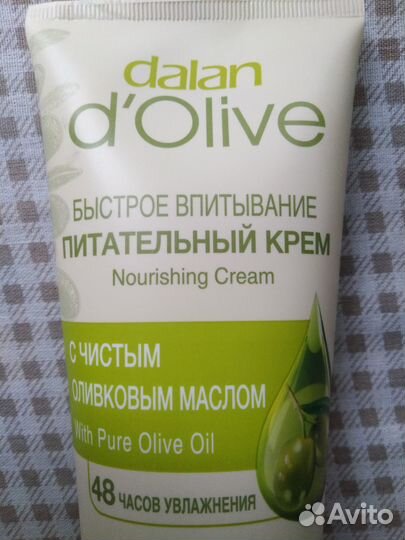 dalan
d'Olive
БЫСТРОЕ ВПИТЫВАНИЕ
ПИТАТЕЛЬНЫЙ КРЕМ
Nourishing Cream
С ЧИСТЫМ
ОЛИВКОВЫМ МАСЛОМ
With Pure Olive Oil
48 ЧАСОВ УВЛАЖНЕНИЯ
Avito